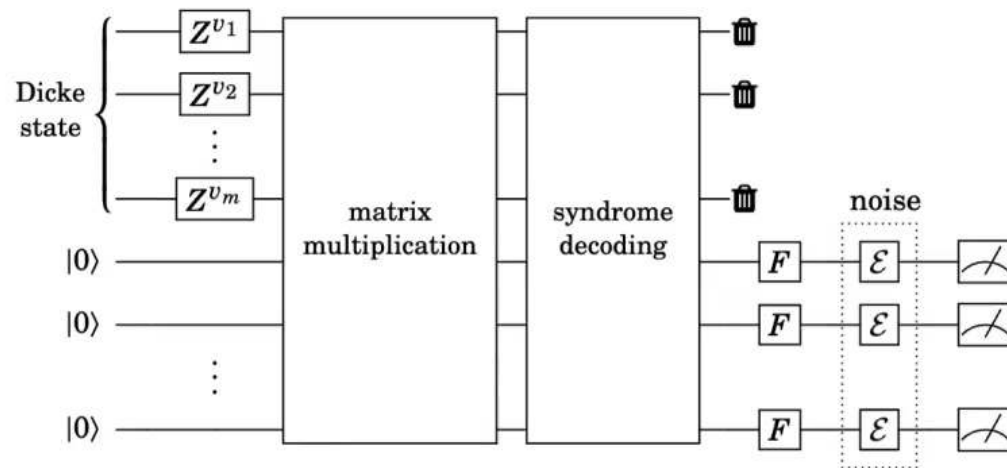 Z^{v_1}
Dicke
state
Z^{v_2}
⋮
Z^{v_m}
matrix
multiplication
syndrome
decoding
noise
|0⟩
F
ℰ
|0⟩
F
ℰ
⋮
|0⟩
F
ℰ